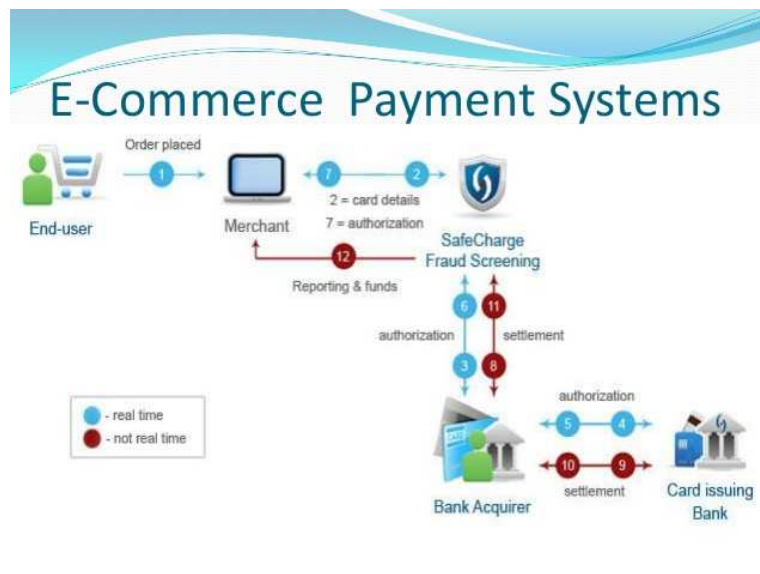 E-Commerce Payment Systems
Order placed
1
7
2
2 = card details
7 = authorization
End-user
Merchant
SafeCharge
Fraud Screening
12
Reporting & funds
6
11
authorization
settlement
3
8
- real time
- not real time
authorization
5
4
10
9
settlement
Bank Acquirer
Card issuing
Bank